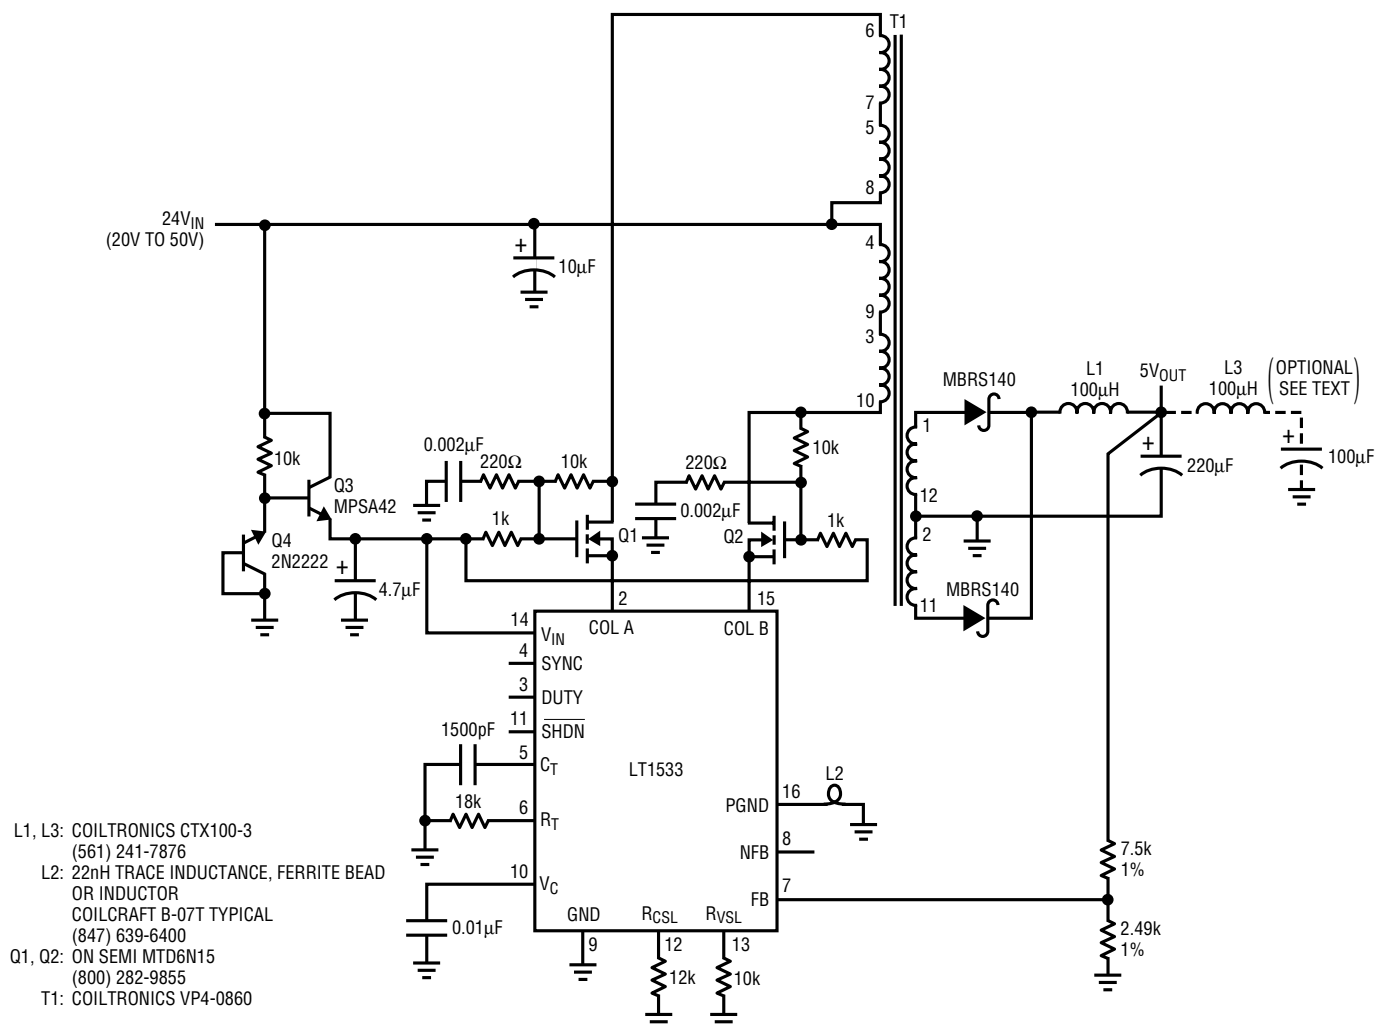 T1
6
7
5
8
24VIN
(20V TO 50V)
+
10µF
4
9
3
10
MBRS140
L1
100µH
5VOUT
L3
100µH
(OPTIONAL
SEE TEXT)
1
12
2
11
+
220µF
+
100µF
MBRS140
10k
Q3
MPSA42
Q4
2N2222
+
4.7µF
0.002µF
220Ω
10k
1k
Q1
220Ω
0.002µF
10k
Q2
1k
2
15
COL A
COL B
14
VIN
4
SYNC
3
DUTY
11
SHDN
1500pF
5
CT
LT1533
18k
6
RT
L2
PGND
16
NFB
8
10
VC
FB
7
0.01µF
GND
RCSL
RVSL
9
12
13
12k
10k
7.5k
1%
2.49k
1%
L1, L3: COILTRONICS CTX100-3
(561) 241-7876
L2: 22nH TRACE INDUCTANCE, FERRITE BEAD
OR INDUCTOR
COILCRAFT B-07T TYPICAL
(847) 639-6400
Q1, Q2: ON SEMI MTD6N15
(800) 282-9855
T1: COILTRONICS VP4-0860